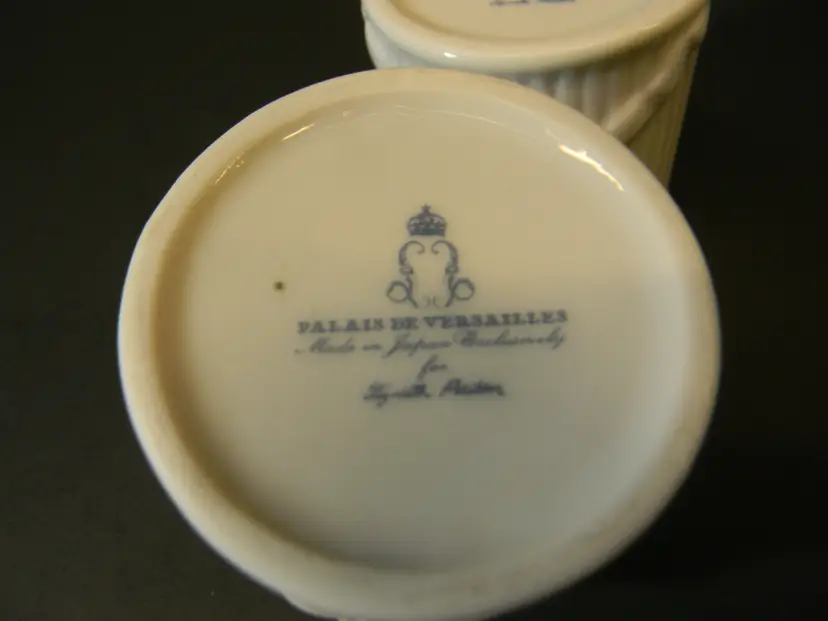 PALAIS DE VERSAILLES
Made in Japan Exclusively
for